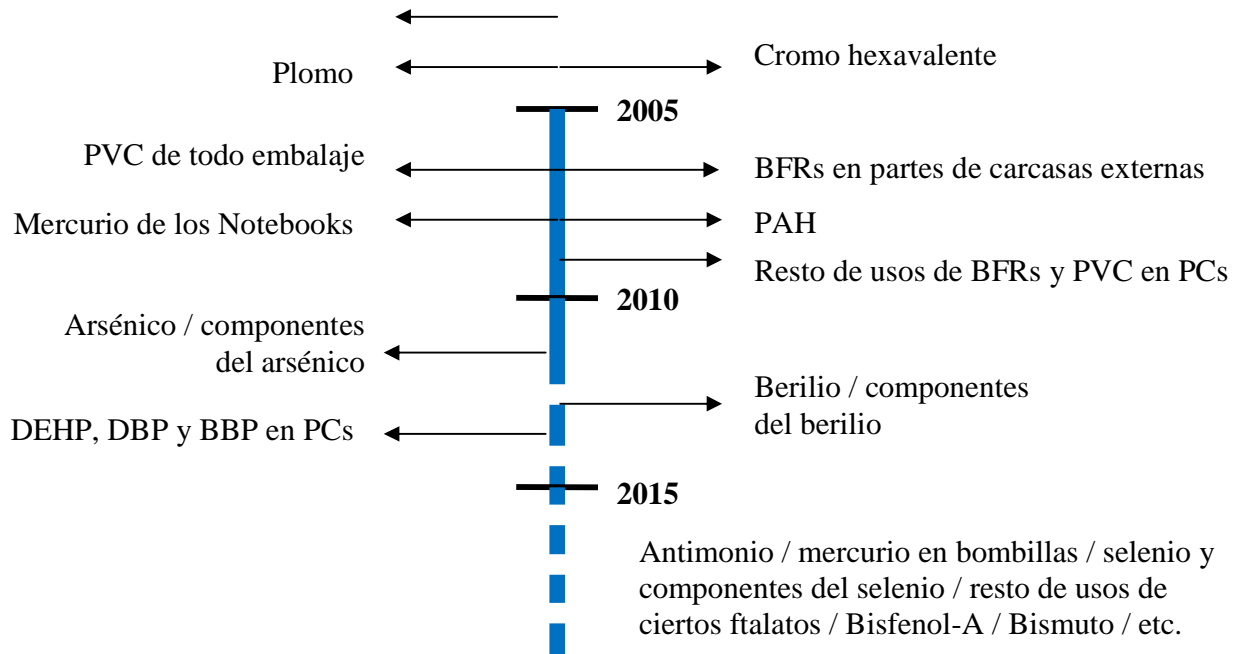 Plomo
Cromo hexavalente
2005
PVC de todo embalaje
BFRs en partes de carcasas externas
Mercurio de los Notebooks
PAH
Resto de usos de BFRs y PVC en PCs
2010
Arsénico / componentes
del arsénico
Berilio / componentes
del berilio
DEHP, DBP y BBP en PCs
2015
Antimonio / mercurio en bombillas / selenio y
componentes del selenio / resto de usos de
ciertos ftalatos / Bisfenol-A / Bismuto / etc.